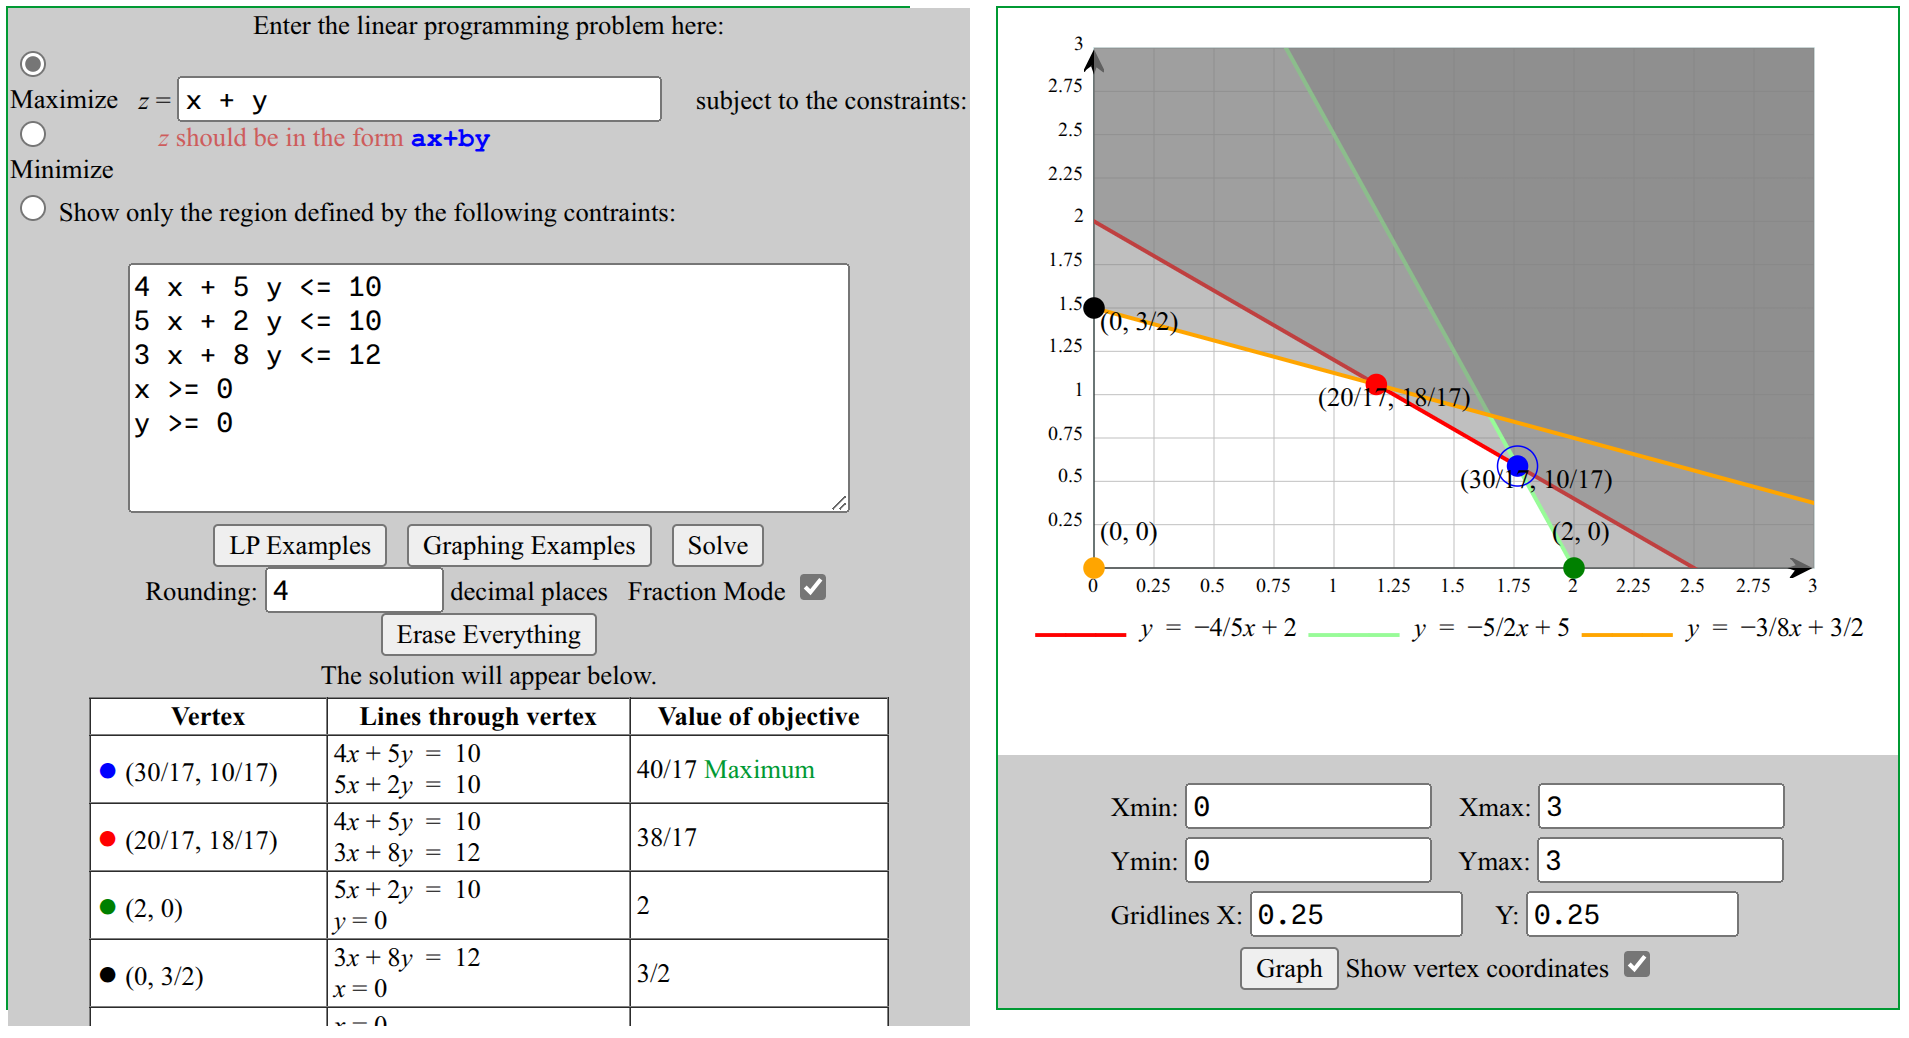 Enter the linear programming problem here:
Maximize z = x + y subject to the constraints:
z should be in the form ax+by
Minimize
Show only the region defined by the following contraints:
4 x + 5 y <= 10
5 x + 2 y <= 10
3 x + 8 y <= 12
x >= 0
y >= 0
LP Examples Graphing Examples Solve
Rounding: 4 decimal places Fraction Mode
Erase Everything
The solution will appear below.
Vertex Lines through vertex Value of objective
(30/17, 10/17) 4x + 5y = 10 40/17 Maximum
5x + 2y = 10
(20/17, 18/17) 4x + 5y = 10 38/17
3x + 8y = 12
(2, 0) 5x + 2y = 10 2
y = 0
(0, 3/2) 3x + 8y = 12 3/2
x = 0
3
2.75
2.5
2.25
2
1.75
1.5
(0, 3/2)
1.25
1
(20/17, 18/17)
0.75
0.5
(30/17, 10/17)
0.25
(0, 0) (2, 0)
0 0.25 0.5 0.75 1 1.25 1.5 1.75 2 2.25 2.5 2.75 3
y = −4/5x + 2 y = −5/2x + 5 y = −3/8x + 3/2
Xmin: 0 Xmax: 3
Ymin: 0 Ymax: 3
Gridlines X: 0.25 Y: 0.25
Graph Show vertex coordinates